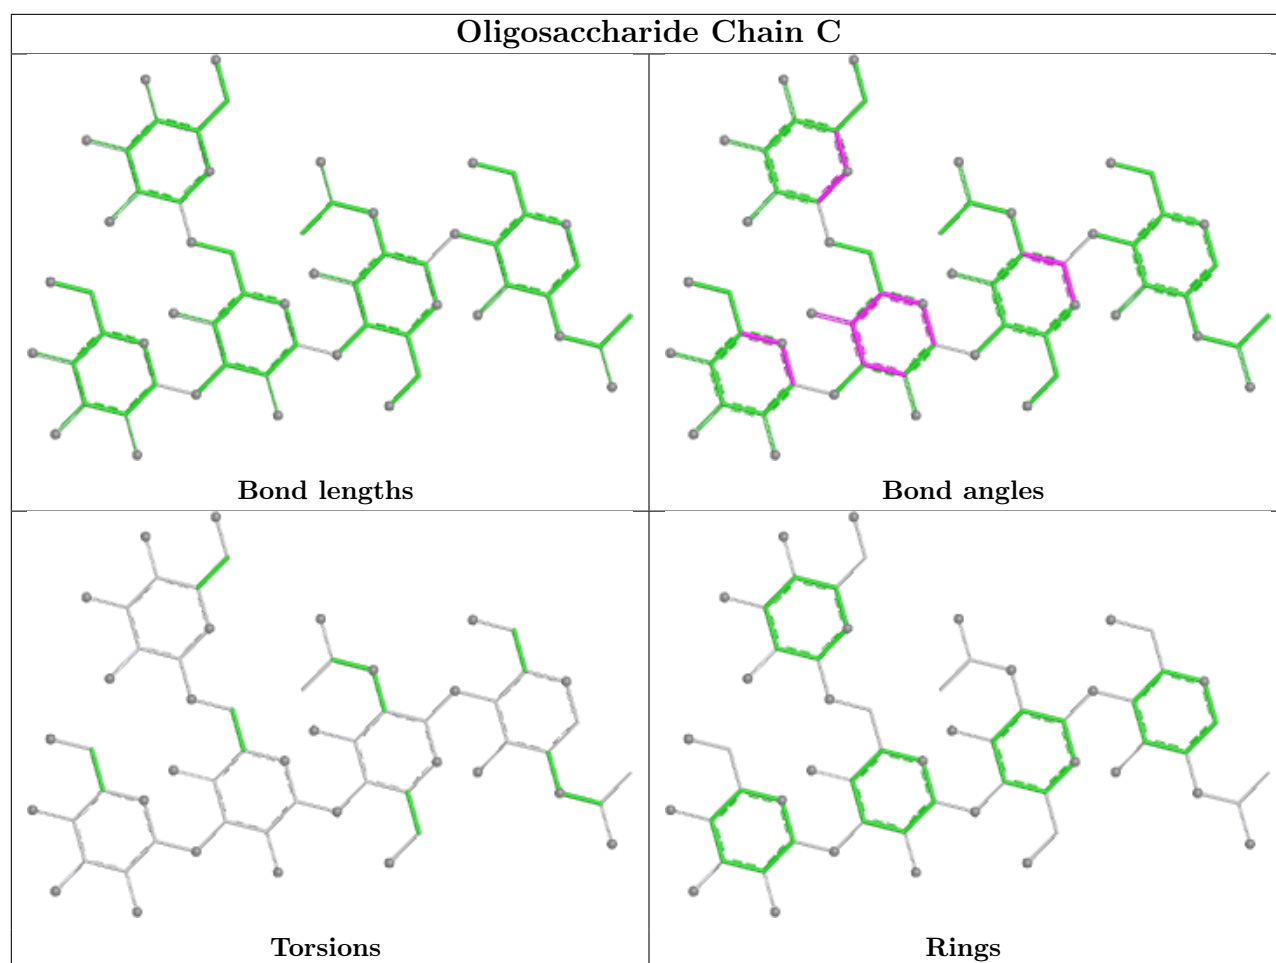 Oligosaccharide Chain C
Bond lengths
Bond angles
Torsions
Rings